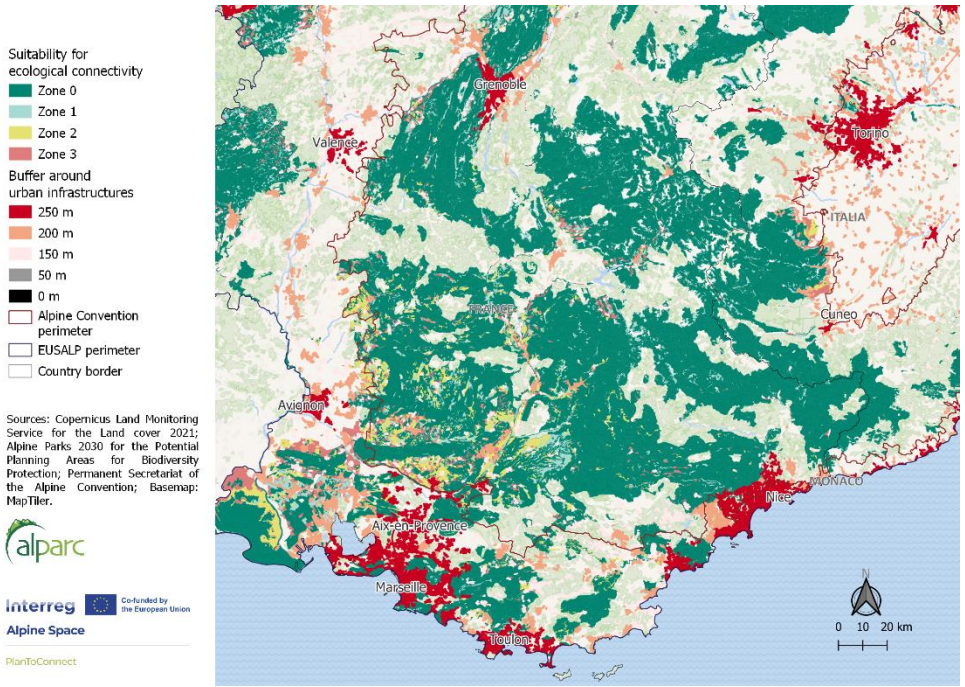 Suitability for
ecological connectivity
Zone 0
Zone 1
Zone 2
Zone 3
Buffer around
urban infrastructures
250 m
200 m
150 m
50 m
0 m
Alpine Convention
perimeter
EUSALP perimeter
Country border
Sources: Copernicus Land Monitoring
Service for the Land cover 2021;
Alpine Parks 2030 for the Potential
Planning Areas for Biodiversity
Protection; Permanent Secretariat of
the Alpine Convention; Basemap:
MapTiler.
alparc
Interreg
Co-funded by
the European Union
Alpine Space
PlanToConnect
Grenoble
Valence
Torino
ITALIA
FRANCE
Cuneo
Avignon
MONACO
Nice
Aix-en-Provence
Marseille
Toulon
N
0 10 20 km